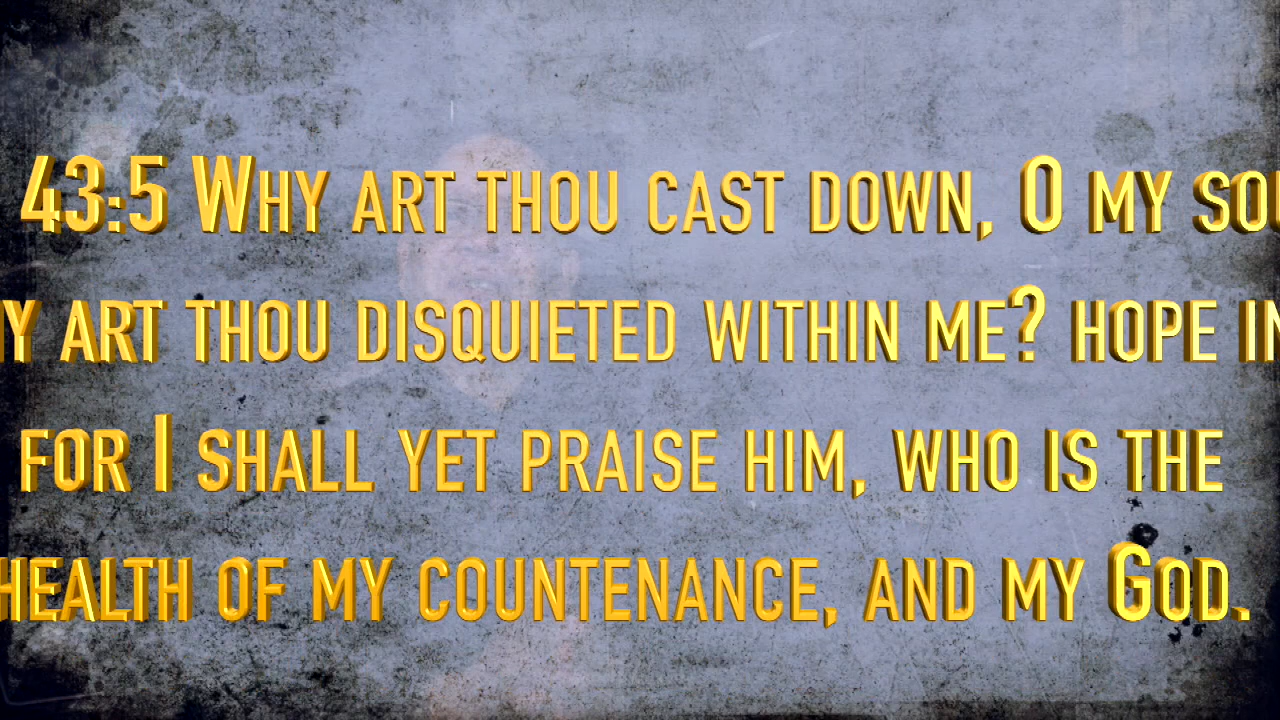 43:5 Why art thou cast down, O my sou
y art thou disquieted within me? hope in
for I shall yet praise him, who is the
health of my countenance, and my God.